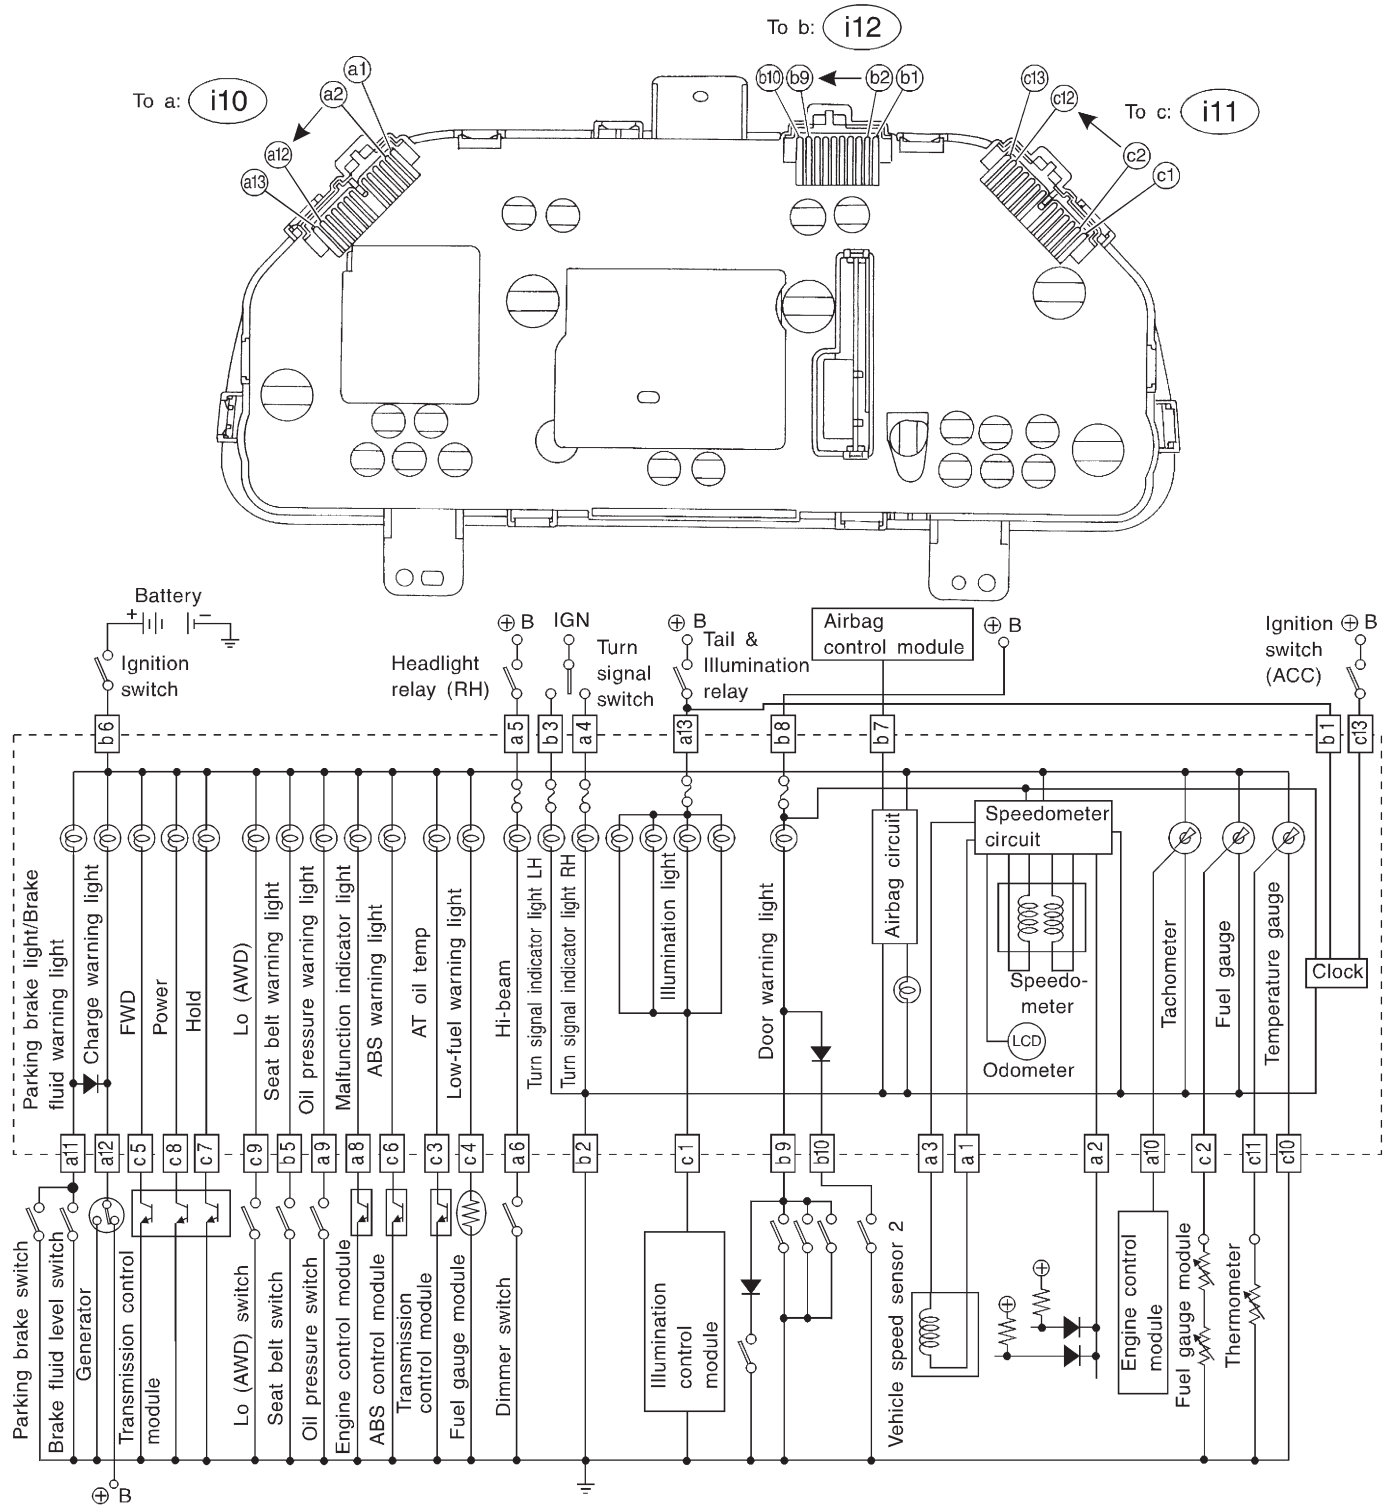 To b: i12
b10 b9 b2 b1
a1
a2
To a: i10
a12
a13
c13
c12
To c: i11
c2
c1
Battery
+ −
Ignition
switch
Headlight
relay (RH)
⊕ B
IGN
Turn
signal
switch
⊕ B
Tail &
Illumination
relay
Airbag
control module
⊕ B
Ignition
switch
(ACC)
⊕ B
b6
a5
b3
a4
a13
b8
b7
b1
c13
Parking brake light/Brake
fluid warning light
Charge warning light
FWD
Power
Hold
Lo (AWD)
Seat belt warning light
Oil pressure warning light
Malfunction indicator light
ABS warning light
AT oil temp
Low-fuel warning light
Hi-beam
Turn signal indicator light LH
Turn signal indicator light RH
Illumination light
Door warning light
Airbag circuit
Speedometer
circuit
Speedo-
meter
LCD
Odometer
Tachometer
Fuel gauge
Temperature gauge
Clock
a11
a12
c5
c8
c7
c9
b5
a9
a8
c6
c3
c4
a6
b2
c1
b9
b10
a3
a1
a2
a10
c2
c11
c10
Parking brake switch
Brake fluid level switch
Generator
Transmission control
module
Lo (AWD) switch
Seat belt switch
Oil pressure switch
Engine control module
ABS control module
Transmission
control module
Fuel gauge module
Dimmer switch
Illumination
control
module
Vehicle speed sensor 2
⊕
⊕
Engine control
module
Fuel gauge module
Thermometer
⊕ B